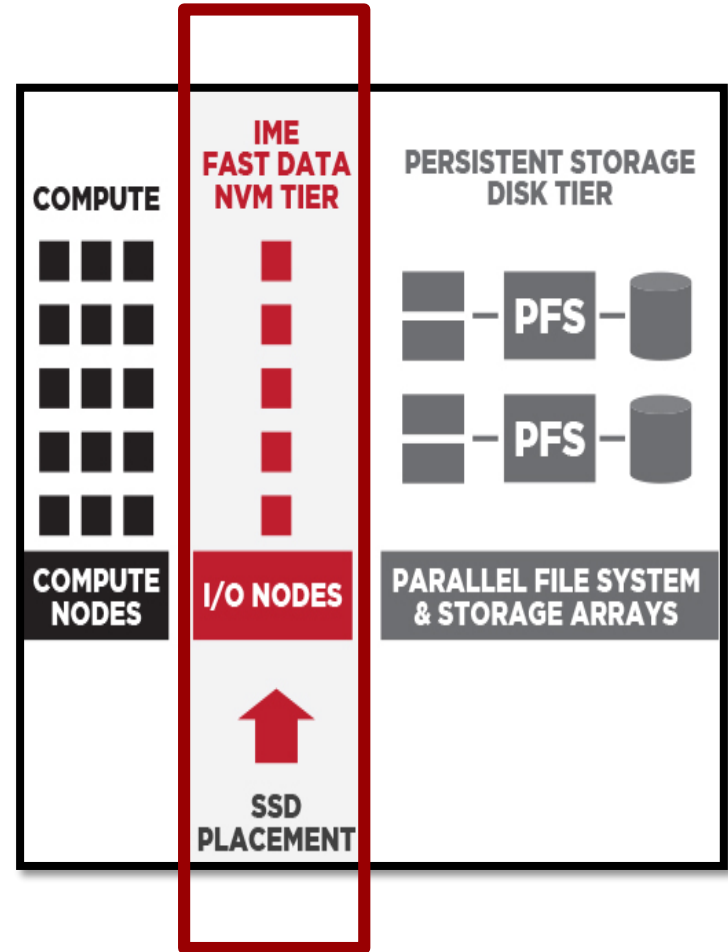 COMPUTE
IME
FAST DATA
NVM TIER
PERSISTENT STORAGE
DISK TIER
PFS
PFS
COMPUTE
NODES
I/O NODES
PARALLEL FILE SYSTEM
& STORAGE ARRAYS
SSD
PLACEMENT